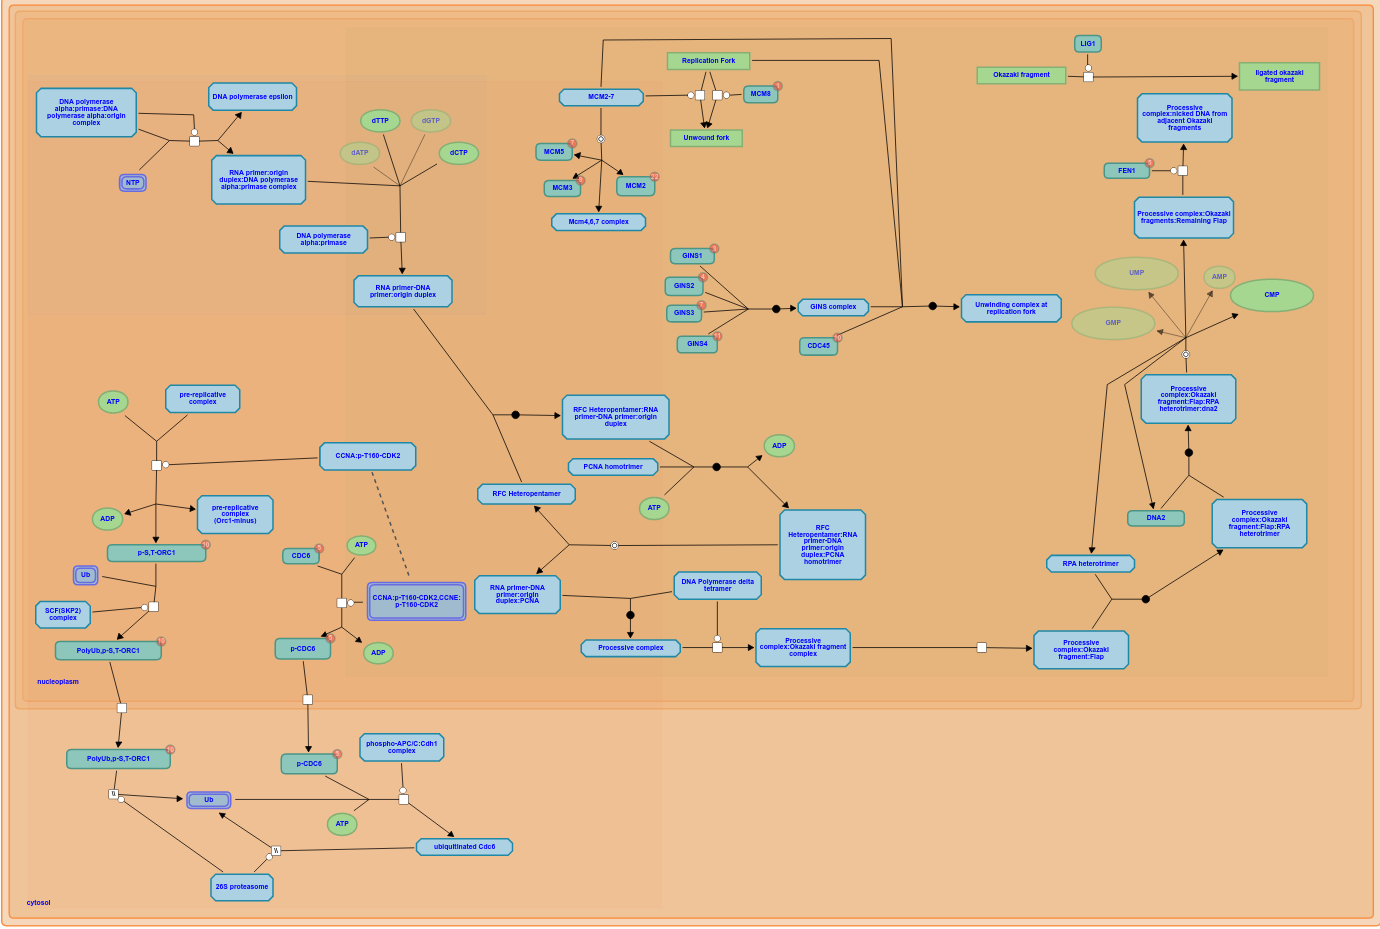 LIG1
Replication Fork
Okazaki fragment
ligated okazaki
fragment
DNA polymerase
alpha:primase:DNA
polymerase alpha:origin
complex
DNA polymerase epsilon
MCM2-7
MCM8
Processive
complex:nicked DNA from
adjacent Okazaki
fragments
dTTP
dGTP
dATP
dCTP
Unwound fork
MCM5
MCM3
MCM2
Mcm4,6,7 complex
NTP
RNA primer:origin
duplex:DNA polymerase
alpha:primase complex
FEN1
Processive complex:Okazaki
fragments:Remaining Flap
DNA polymerase
alpha:primase
RNA primer-DNA
primer:origin duplex
GINS1
GINS2
GINS3
GINS4
GINS complex
CDC45
Unwinding complex at
replication fork
UMP
AMP
CMP
GMP
Processive
complex:Okazaki
fragment:Flap:RPA
heterotrimer:dna2
ATP
pre-replicative
complex
CCNA:p-T160-CDK2
RFC Heteropentamer:RNA
primer-DNA primer:origin
duplex
PCNA homotrimer
ADP
ATP
RFC Heteropentamer
ADP
pre-replicative
complex
(Orc1-minus)
p-S,T-ORC1
RFC
Heteropentamer:RNA
primer-DNA
primer:origin
duplex:PCNA
homotrimer
DNA2
Processive
complex:Okazaki
fragment:Flap:RPA
heterotrimer
CDC6
ATP
Ub
CCNA:p-T160-CDK2,CCNE:
p-T160-CDK2
RNA primer-DNA
primer:origin
duplex:PCNA
DNA Polymerase delta
tetramer
RPA heterotrimer
SCF(SKP2)
complex
PolyUb,p-S,T-ORC1
p-CDC6
ADP
Processive complex
Processive
complex:Okazaki fragment
complex
Processive
complex:Okazaki
fragment:Flap
nucleoplasm
PolyUb,p-S,T-ORC1
p-CDC6
phospho-APC/C:Cdh1
complex
Ub
ATP
ubiquitinated Cdc6
26S proteasome
cytosol